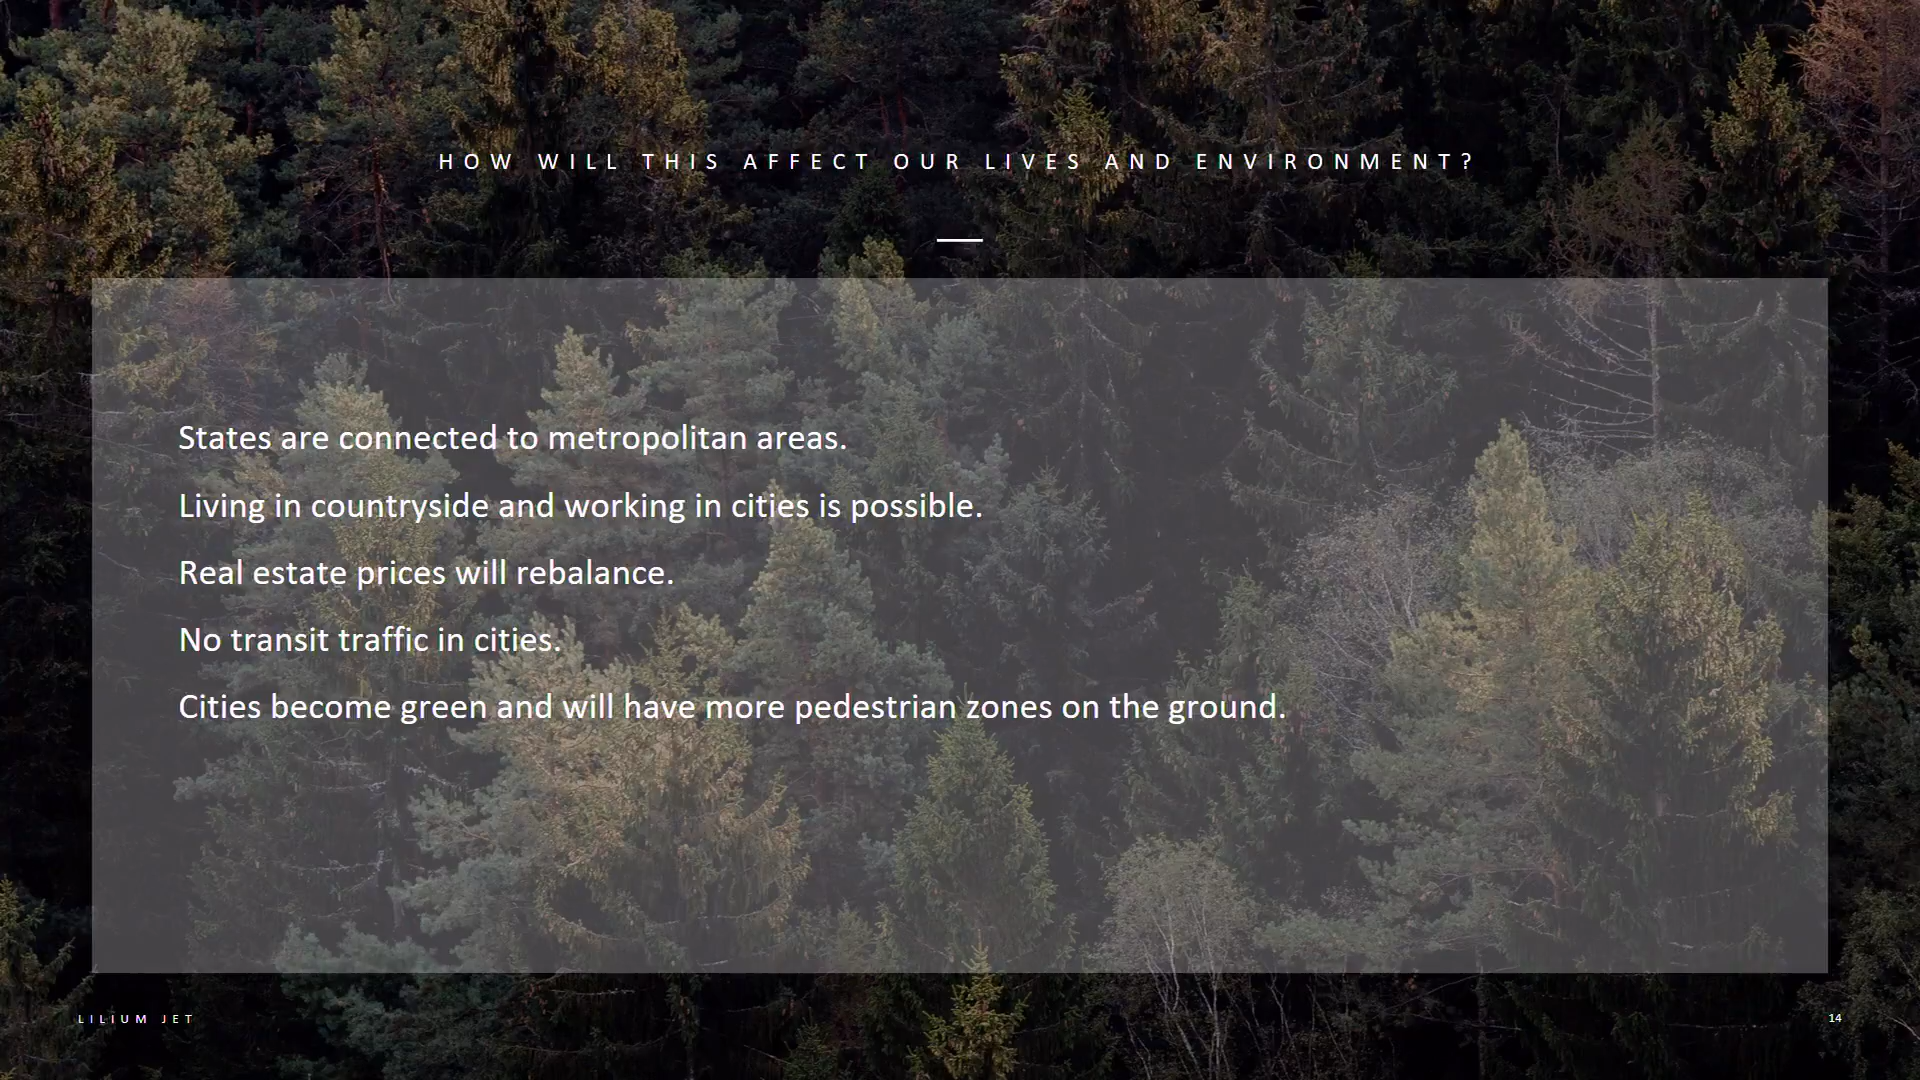 HOW WILL THIS AFFECT OUR LIVES AND ENVIRONMENT?
States are connected to metropolitan areas.
Living in countryside and working in cities is possible.
Real estate prices will rebalance.
No transit traffic in cities.
Cities become green and will have more pedestrian zones on the ground.
LILIUM JET
14